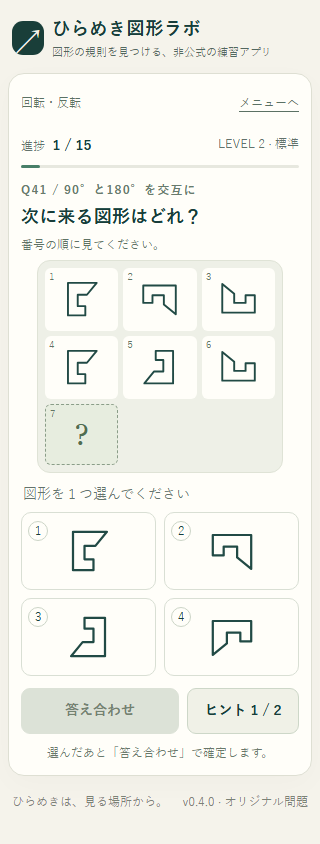 ひらめき図形ラボ
図形の規則を見つける、非公式の練習アプリ
回転・反転
メニューへ
進捗 1 / 15
LEVEL 2 · 標準
Q41 / 90°と180°を交互に
次に来る図形はどれ？
番号の順に見てください。
1
2
3
4
5
6
7
?
図形を1つ選んでください
1
2
3
4
答え合わせ
ヒント 1 / 2
選んだあと「答え合わせ」で確定します。
ひらめきは、見る場所から。
v0.4.0 · オリジナル問題